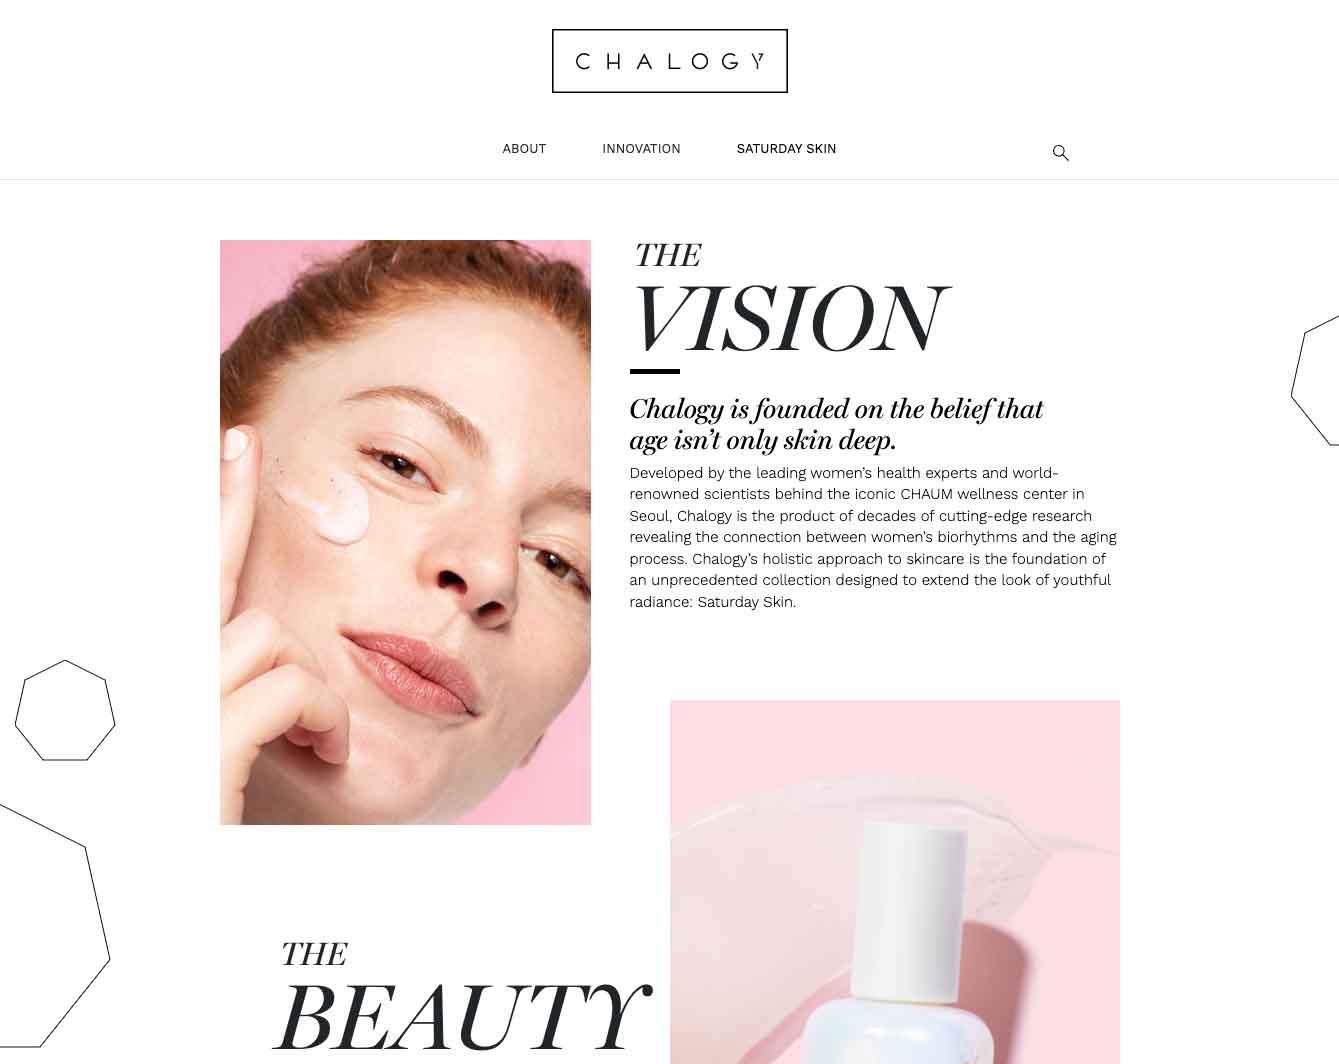 CHALOGY
ABOUT INNOVATION SATURDAY SKIN
THE
VISION
Chalogy is founded on the belief that
age isn’t only skin deep.
Developed by the leading women’s health experts and world-
renowned scientists behind the iconic CHAUM wellness center in
Seoul, Chalogy is the product of decades of cutting-edge research
revealing the connection between women’s biorhythms and the aging
process. Chalogy’s holistic approach to skincare is the foundation of
an unprecedented collection designed to extend the look of youthful
radiance: Saturday Skin.
THE
BEAUTY